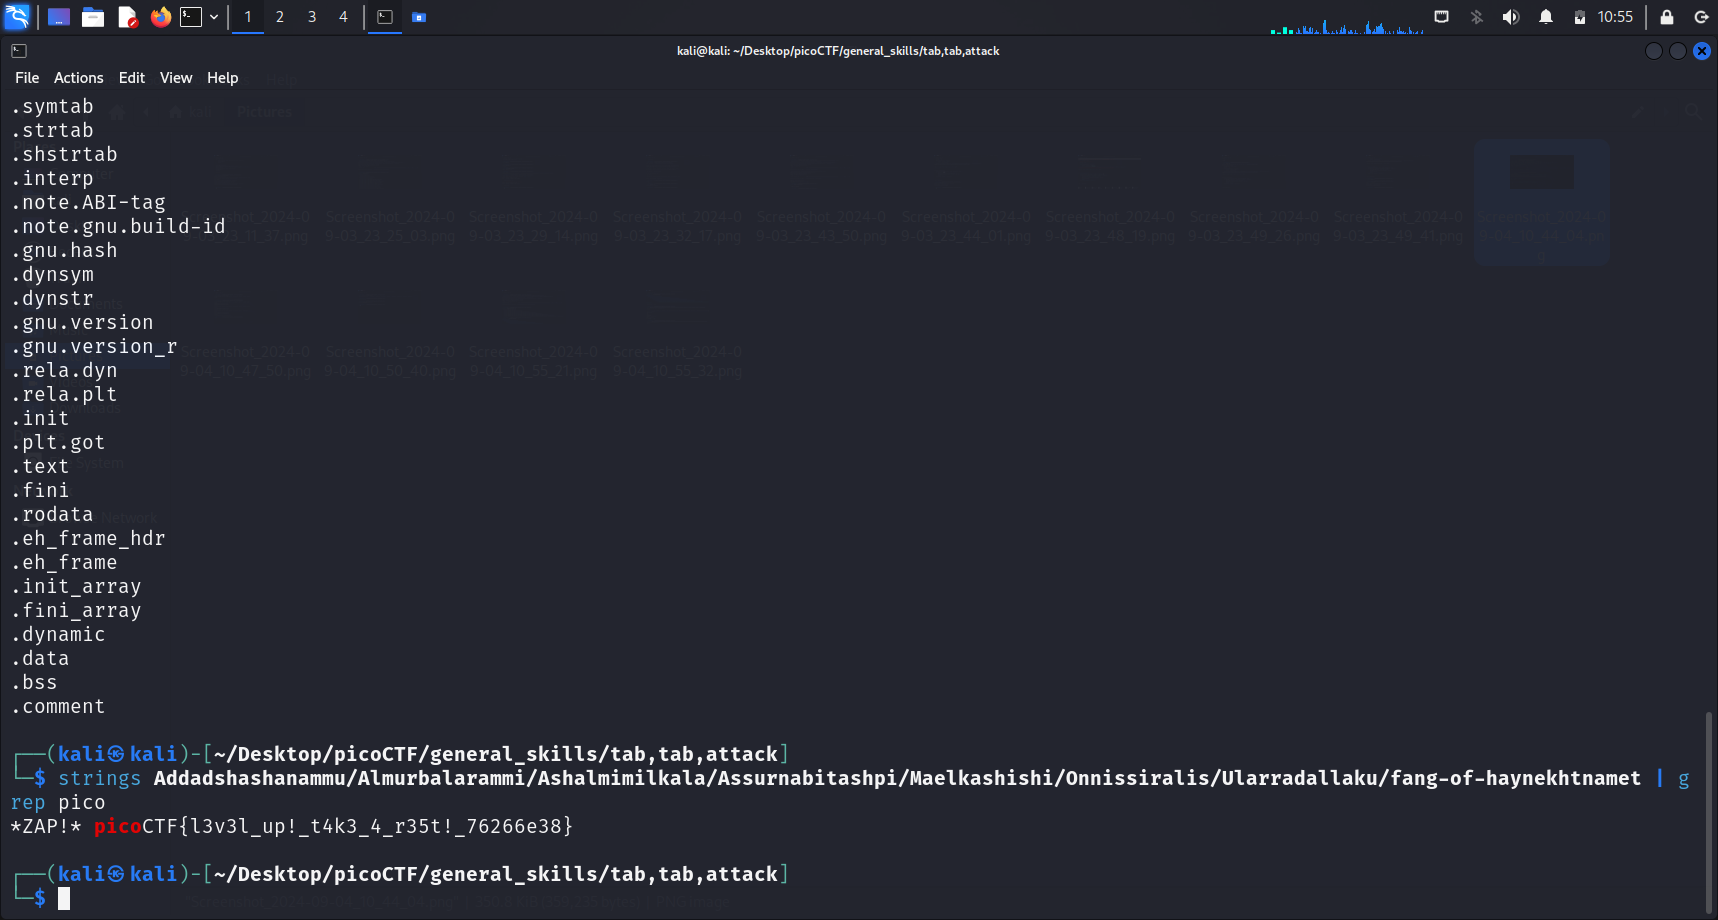 1 2 3 4
10:55
kali@kali: ~/Desktop/picoCTF/general_skills/tab,tab,attack
File Actions Edit View Help
.symtab
.strtab
.shstrtab
.interp
.note.ABI-tag
.note.gnu.build-id
.gnu.hash
.dynsym
.dynstr
.gnu.version
.gnu.version_r
.rela.dyn
.rela.plt
.init
.plt.got
.text
.fini
.rodata
.eh_frame_hdr
.eh_frame
.init_array
.fini_array
.dynamic
.data
.bss
.comment
┌──(kali㉿kali)-[~/Desktop/picoCTF/general_skills/tab,tab,attack]
└─$ strings Addadshashanammu/Almurbalarammi/Ashalmimilkala/Assurnabitashpi/Maelkashishi/Onnissiralis/Ularradallaku/fang-of-haynekhtnamet | g
rep pico
*ZAP!* picoCTF{l3v3l_up!_t4k3_4_r35t!_76266e38}
┌──(kali㉿kali)-[~/Desktop/picoCTF/general_skills/tab,tab,attack]
└─$